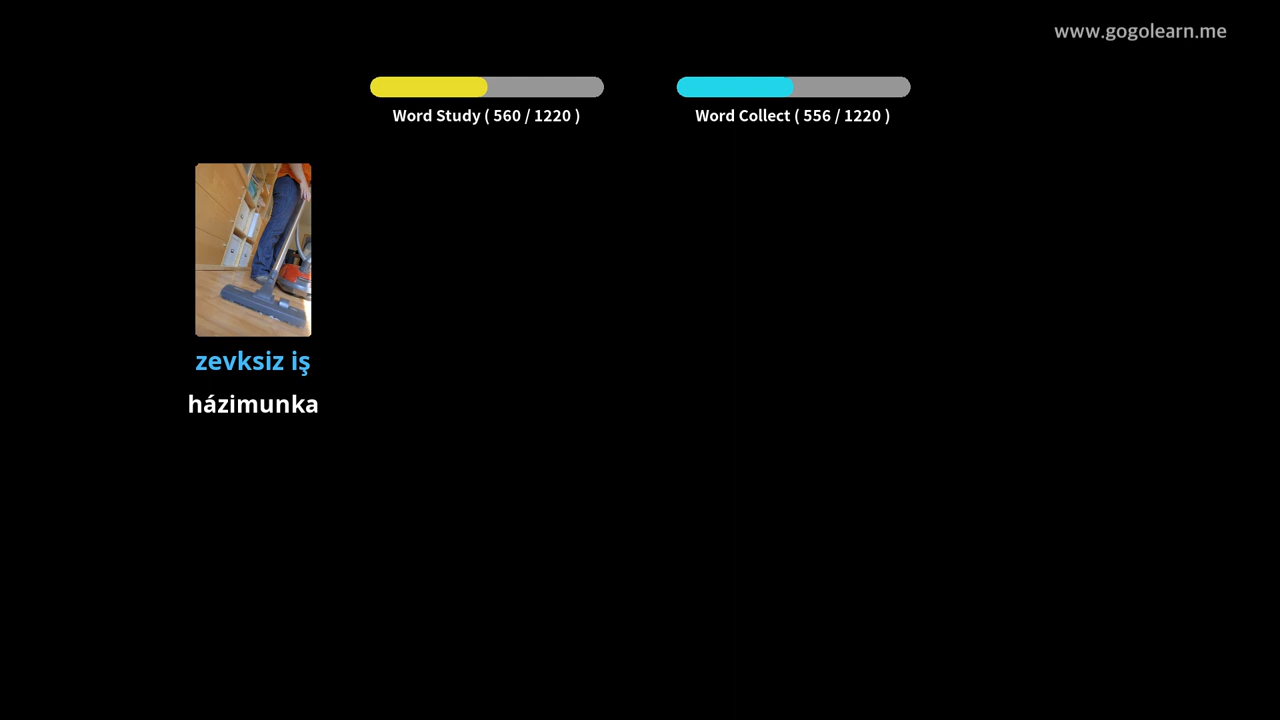 www.gogolearn.me
Word Study ( 560 / 1220 )
Word Collect ( 556 / 1220 )
zevksiz iş
házimunka